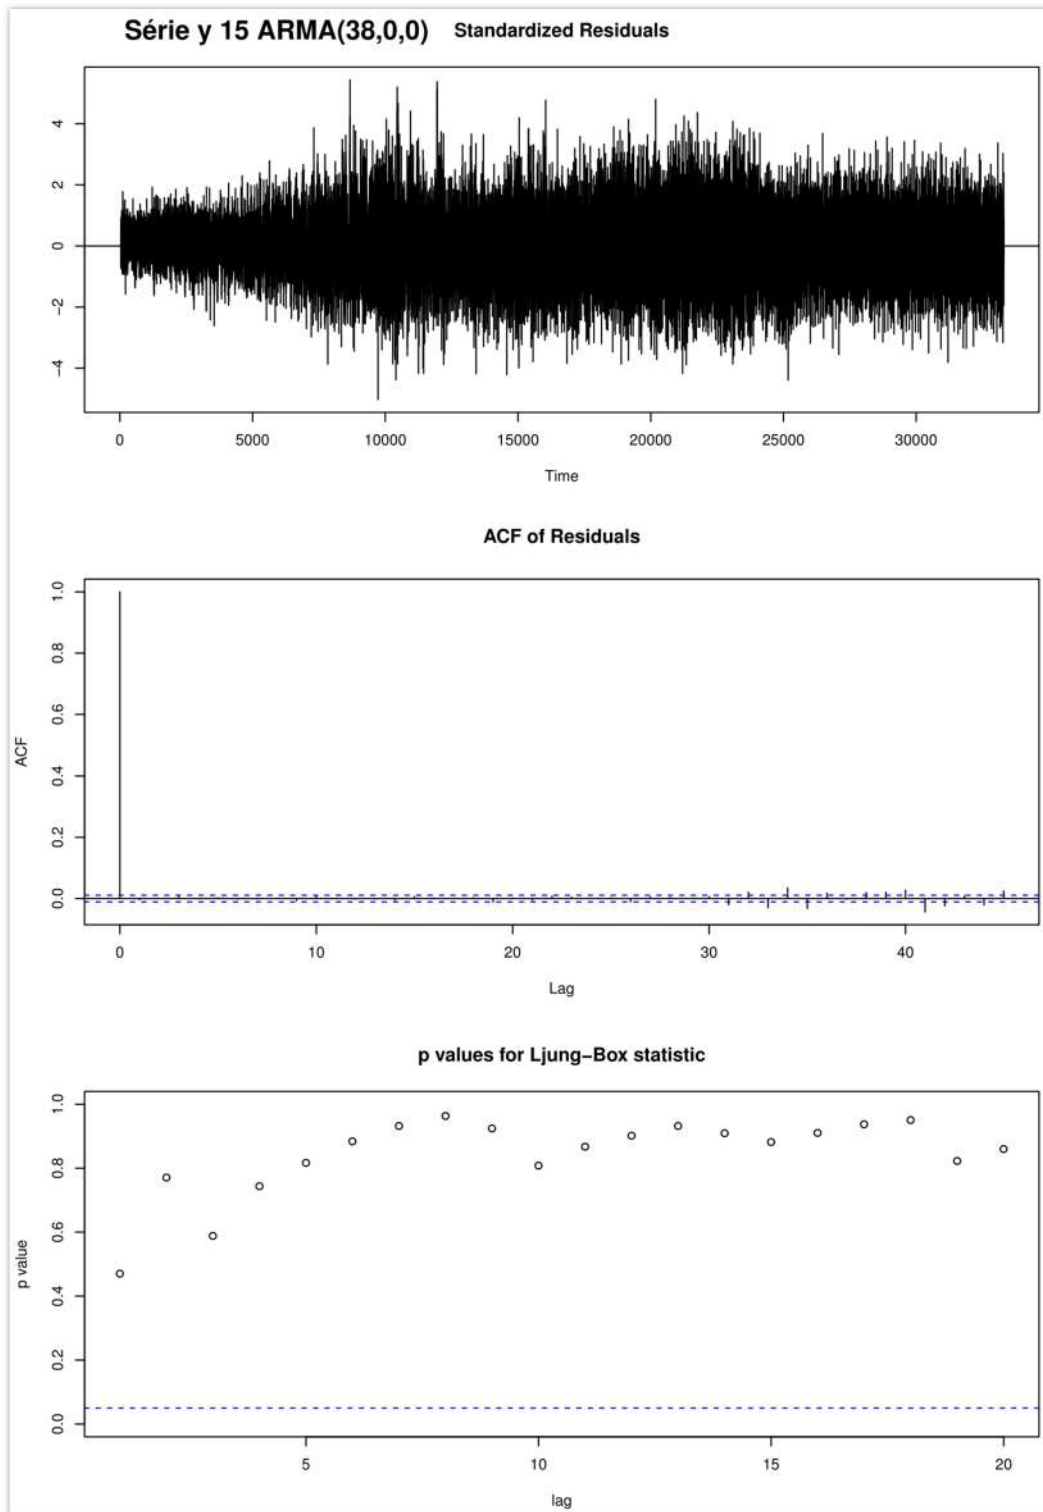 Série y 15 ARMA(38,0,0) Standardized Residuals
4
2
0
−2
−4
0 5000 10000 15000 20000 25000 30000
Time
ACF of Residuals
ACF
1.0
0.8
0.6
0.4
0.2
0.0
0 10 20 30 40
Lag
p values for Ljung−Box statistic
p value
1.0
0.8
0.6
0.4
0.2
0.0
5 10 15 20
lag